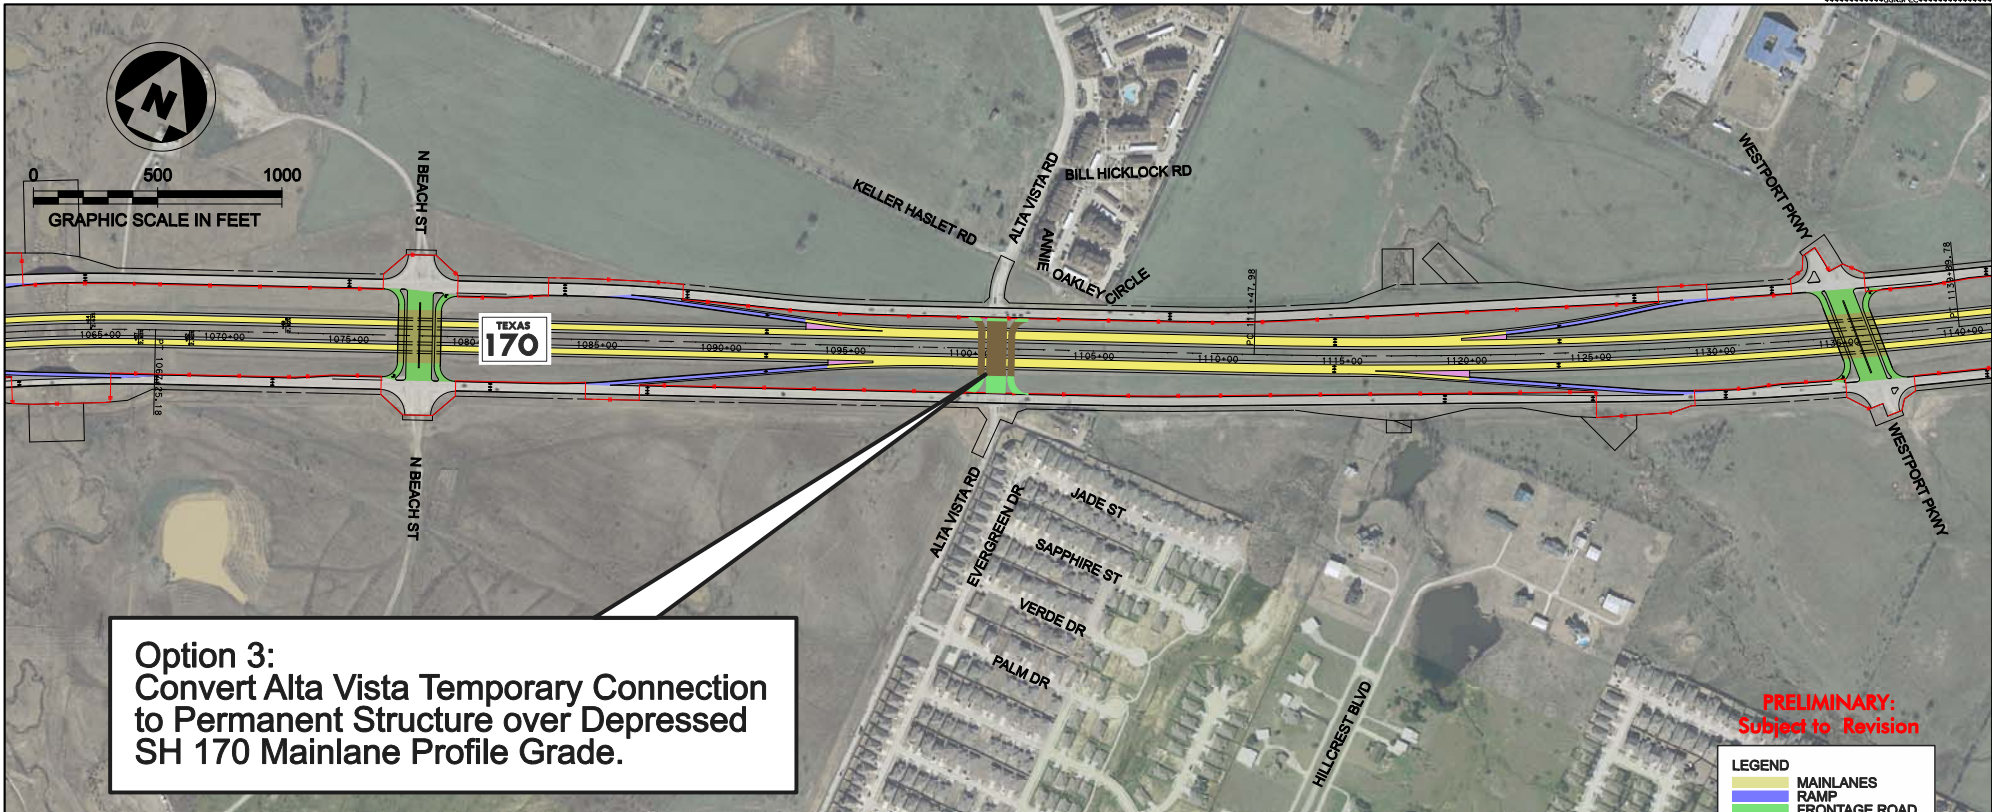 N
0 500 1000
GRAPHIC SCALE IN FEET
N BEACH ST
KELLER HASLET RD
ALTA VISTA RD
BILL HICKLOCK RD
ANNIE OAKLEY CIRCLE
WESTPORT PKWY
1065+00
1070+00
1075+00
1080
TEXAS
170
1085+00
1090+00
1095+00
1100+
1105+00
1110+00
1115+00
1120+00
1125+00
1130+00
1140+00
N BEACH ST
ALTA VISTA RD
EVERGREEN DR
JADE ST
SAPPHIRE ST
VERDE DR
PALM DR
HILLCREST BLVD
WESTPORT PKWY
Option 3:
Convert Alta Vista Temporary Connection
to Permanent Structure over Depressed
SH 170 Mainlane Profile Grade.
PRELIMINARY:
Subject to Revision
LEGEND
MAINLANES
RAMP
FRONTAGE ROAD